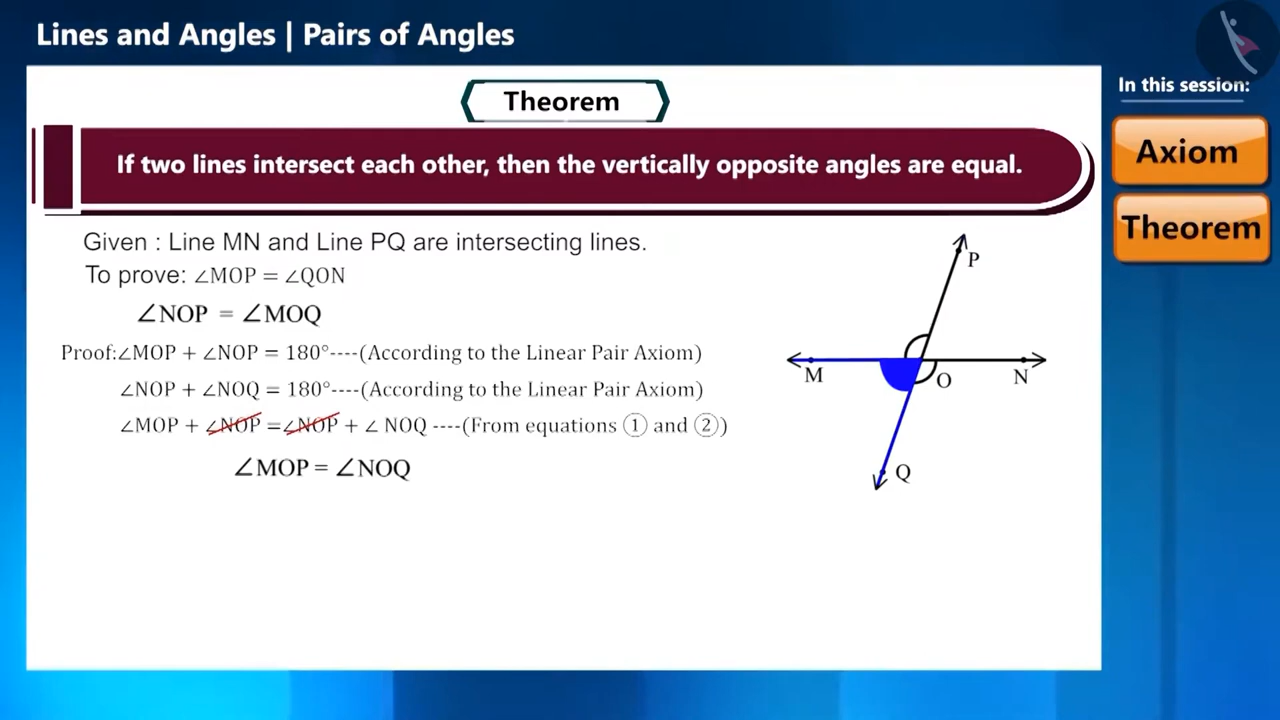 Lines and Angles | Pairs of Angles
In this session:
Axiom
Theorem
Theorem
If two lines intersect each other, then the vertically opposite angles are equal.
Given : Line MN and Line PQ are intersecting lines.
To prove: ∠MOP = ∠QON
∠NOP = ∠MOQ
Proof:∠MOP + ∠NOP = 180°----(According to the Linear Pair Axiom)
∠NOP + ∠NOQ = 180°----(According to the Linear Pair Axiom)
∠MOP + ∠NOP =∠NOP + ∠ NOQ ----(From equations ① and ②)
∠MOP = ∠NOQ
P
M
O
N
Q